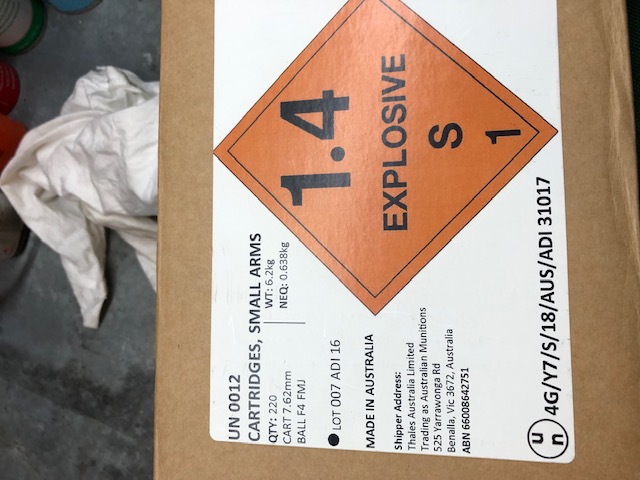 1.4
EXPLOSIVE
S
1
UN 0012
CARTRIDGES, SMALL ARMS
QTY: 220
WT: 6.2kg
CART 7.62mm
NEQ: 0.638kg
BALL F4 FMJ
LOT 007 ADI 16
MADE IN AUSTRALIA
Shipper Address:
Thales Australia Limited
Trading as Australian Munitions
525 Yarrawonga Rd
Benalla, Vic 3672, Australia
ABN 66008642751
un 4G/Y7/S/18/AUS/ADI 31017